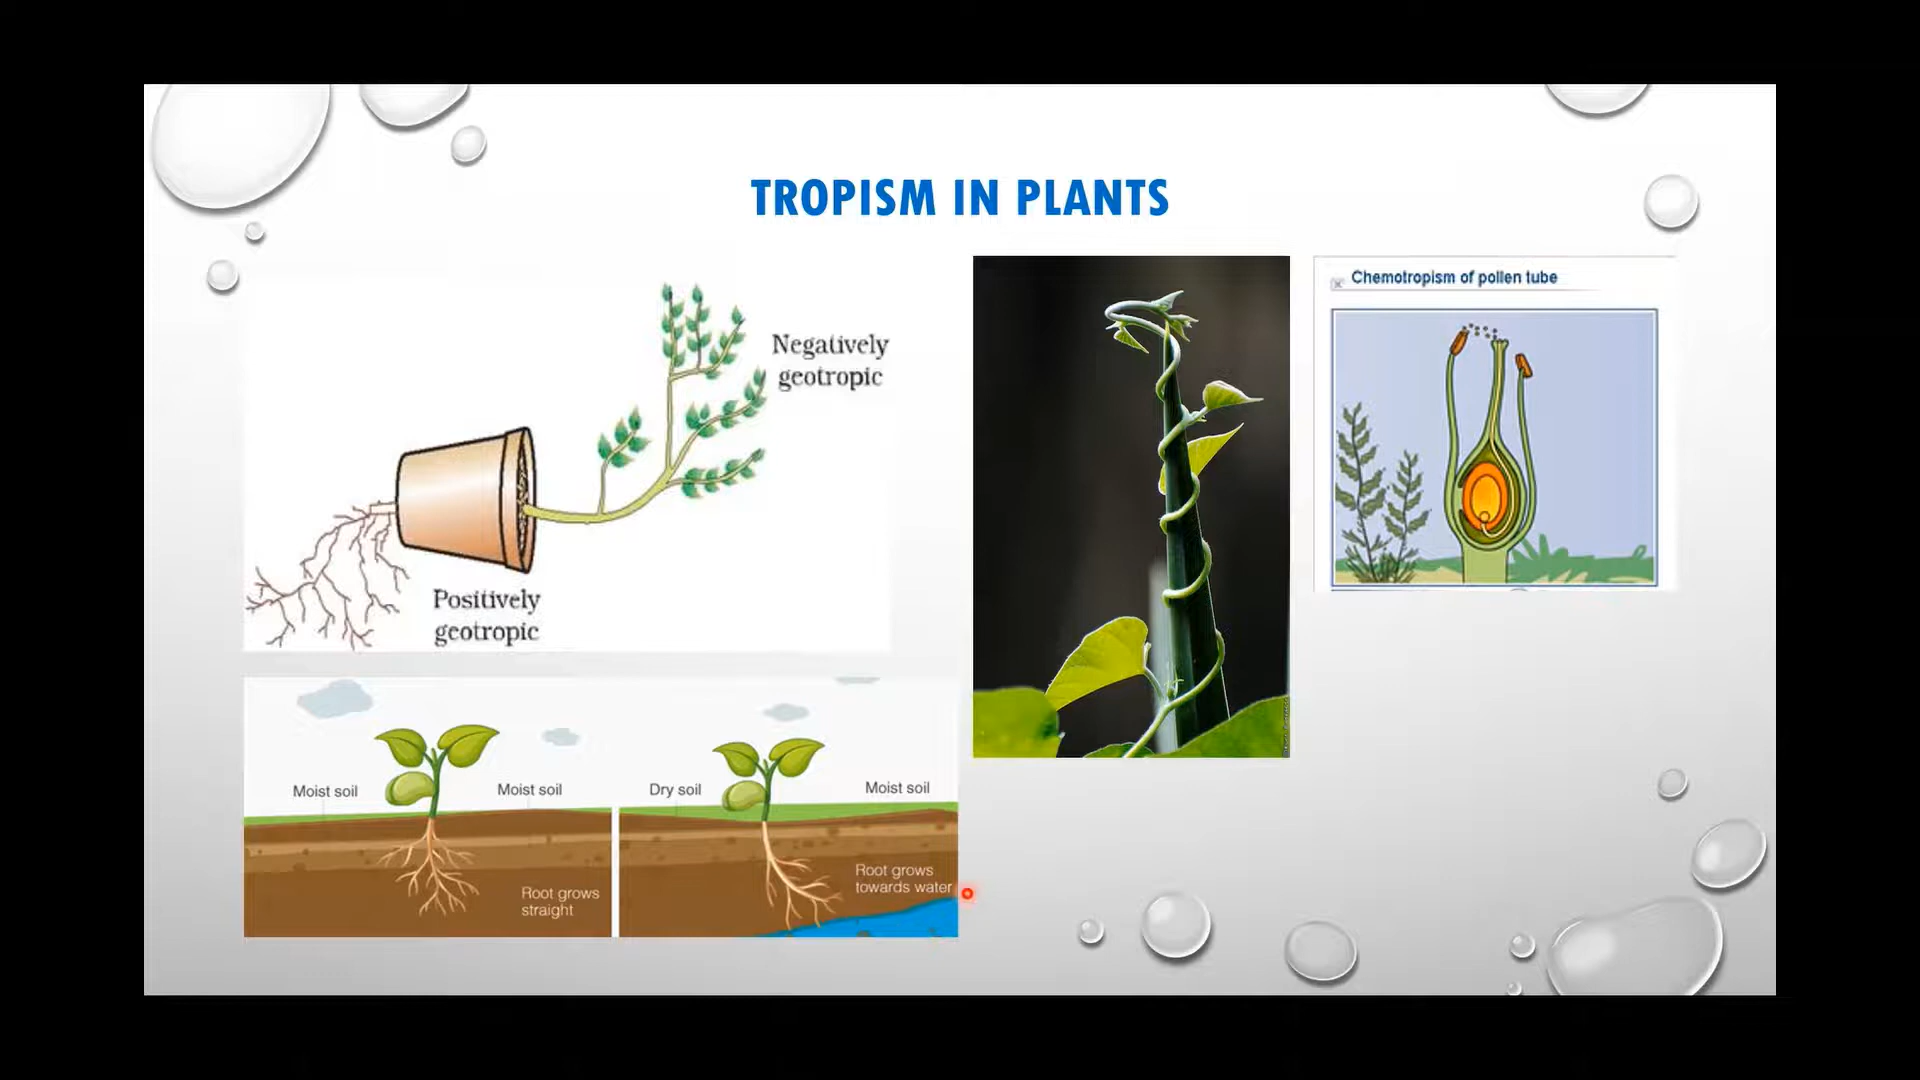 TROPISM IN PLANTS
Negatively
geotropic
Positively
geotropic
Chemotropism of pollen tube
Moist soil
Moist soil
Root grows
straight
Dry soil
Moist soil
Root grows
towards water